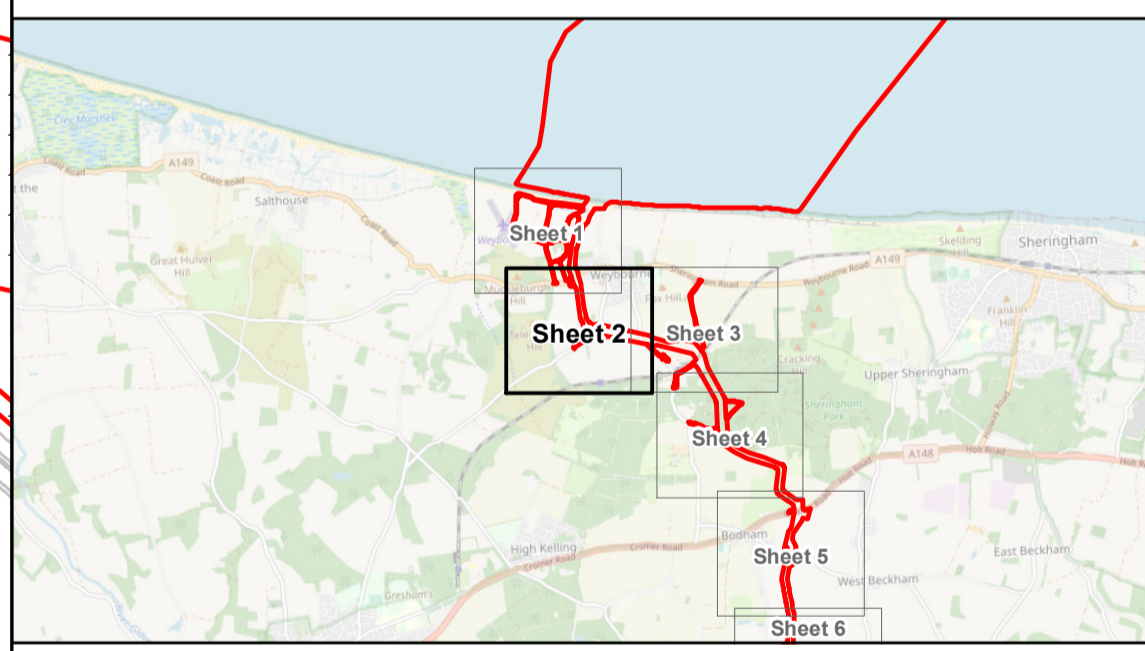 Cley Marshes
Coast Road
A149
Coast Road
t the
Salthouse
Coast Road
Great Hulver
Hill
Sheet 1
Weybourne
Muckleburgh
Hill
Sheringham Road
Fox Hill
Weybourne Road
A149
Skelding
Hill
Sheringham
Franklin
Hill
Sheet 2
Hill
Sheet 3
Cracking
Hill
Upper Sheringham
Sheringham
Park
Holway Road
Sheet 4
Holt Road
A148
Holt Road
Holt R
Road
High Kelling
Cromer Road
Cromer Road
Bodham
Sheet 5
East Beckham
West Beckham
Gresham's
Sheet 6